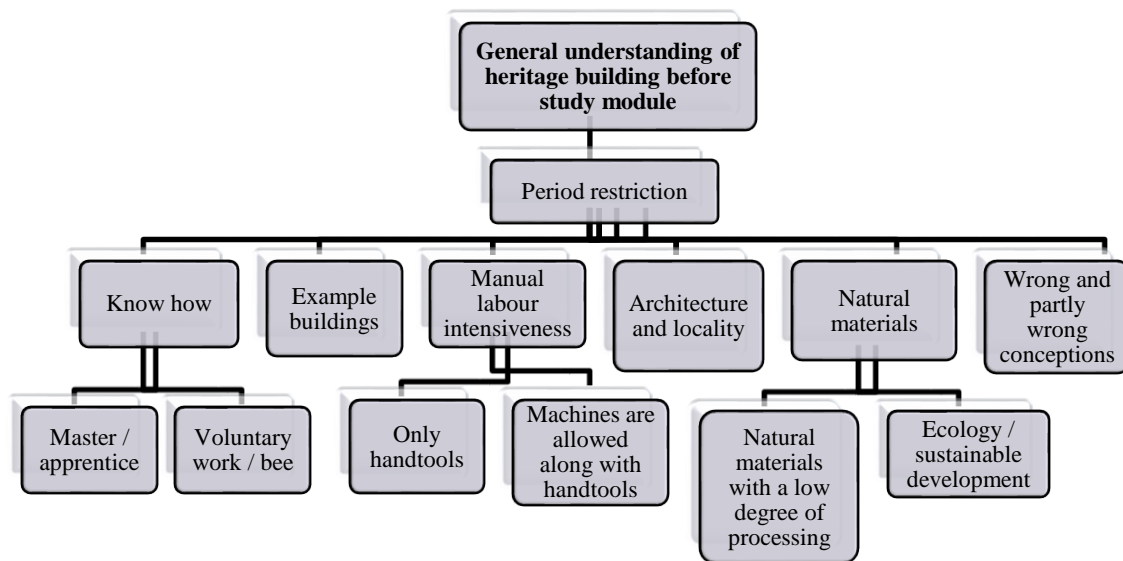 General understanding of
heritage building before
study module
Period restriction
Know how
Example
buildings
Manual
labour
intensiveness
Architecture
and locality
Natural
materials
Wrong and
partly
wrong
conceptions
Master /
apprentice
Voluntary
work / bee
Only
handtools
Machines are
allowed
along with
handtools
Natural
materials
with a low
degree of
processing
Ecology /
sustainable
development